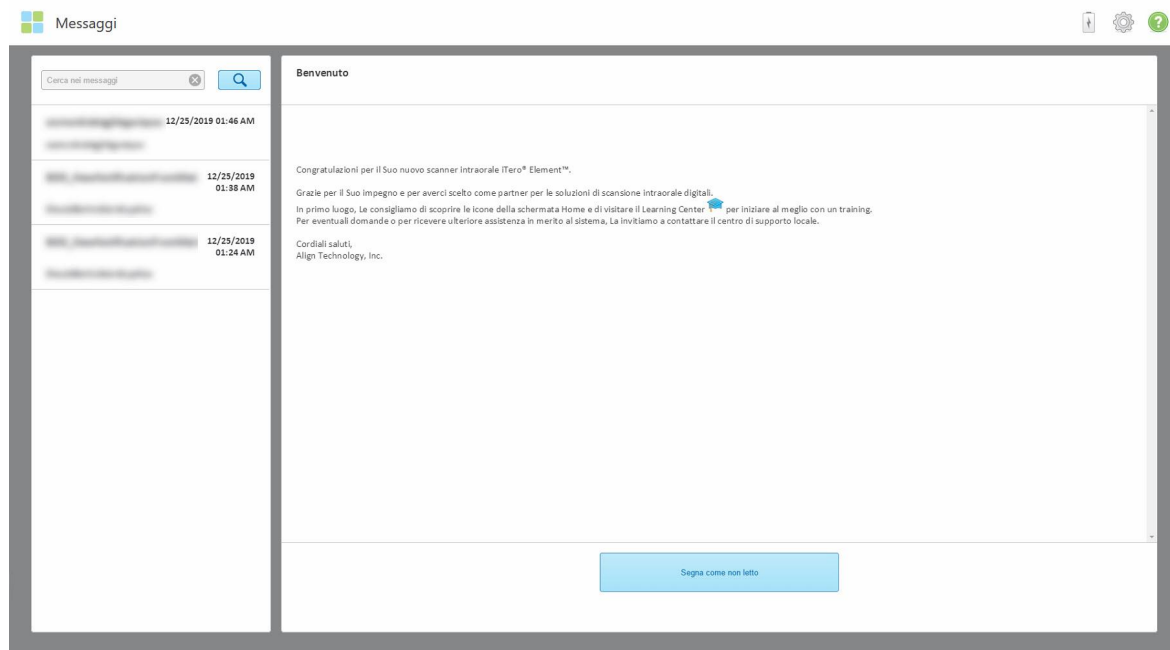 Messaggi
Cerca nei messaggi
12/25/2019 01:46 AM
12/25/2019
01:38 AM
12/25/2019
01:24 AM
Benvenuto
Congratulazioni per il Suo nuovo scanner intraorale iTero® Element™.
Grazie per il Suo impegno e per averci scelto come partner per le soluzioni di scansione intraorale digitali.
In primo luogo, Le consigliamo di scoprire le icone della schermata Home e di visitare il Learning Center per iniziare al meglio con un training.
Per eventuali domande o per ricevere ulteriore assistenza in merito al sistema, La invitiamo a contattare il centro di supporto locale.
Cordiali saluti,
Align Technology, Inc.
Segna come non letto